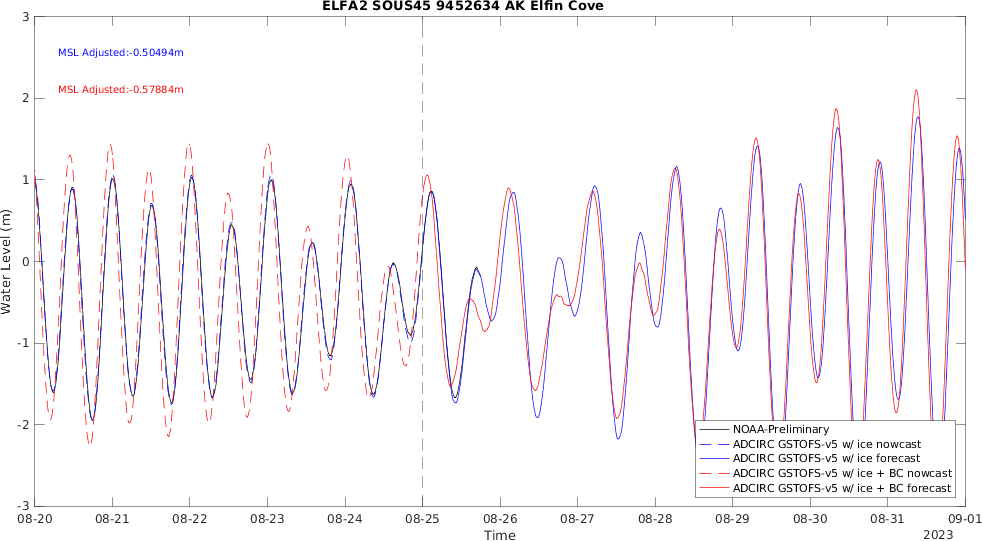 ELFA2 SOUS45 9452634 AK Elfin Cove
MSL Adjusted:-0.50494m
MSL Adjusted:-0.57884m
Water Level (m)
3
2
1
0
-1
-2
-3
NOAA-Preliminary
ADCIRC GSTOFS-v5 w/ ice nowcast
ADCIRC GSTOFS-v5 w/ ice forecast
ADCIRC GSTOFS-v5 w/ ice + BC nowcast
ADCIRC GSTOFS-v5 w/ ice + BC forecast
08-20 08-21 08-22 08-23 08-24 08-25 08-26 08-27 08-28 08-29 08-30 08-31 09-01
Time
2023